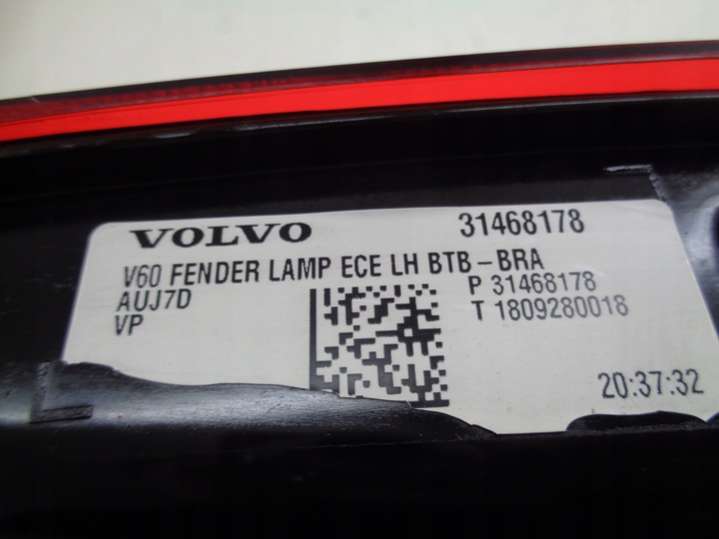 VOLVO 31468178
V60 FENDER LAMP ECE LH BTB-BRA
AUJ7D P 31468178
VP T 1809280018
20:37:32